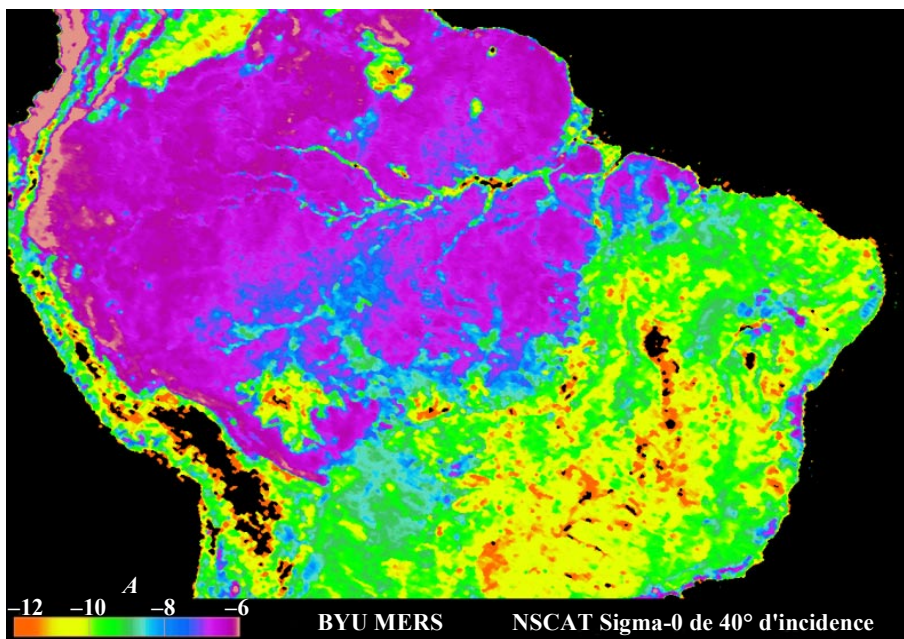 A
–12 –10 –8 –6
BYU MERS NSCAT Sigma-0 de 40° d'incidence